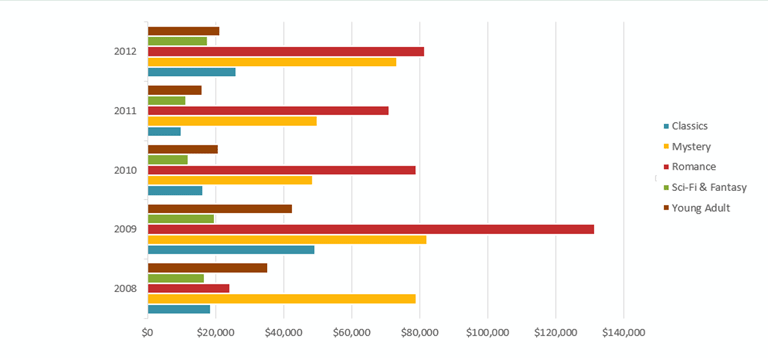 2012
2011
2010
2009
2008
$0 $20,000 $40,000 $60,000 $80,000 $100,000 $120,000 $140,000
Classics
Mystery
Romance
Sci-Fi & Fantasy
Young Adult